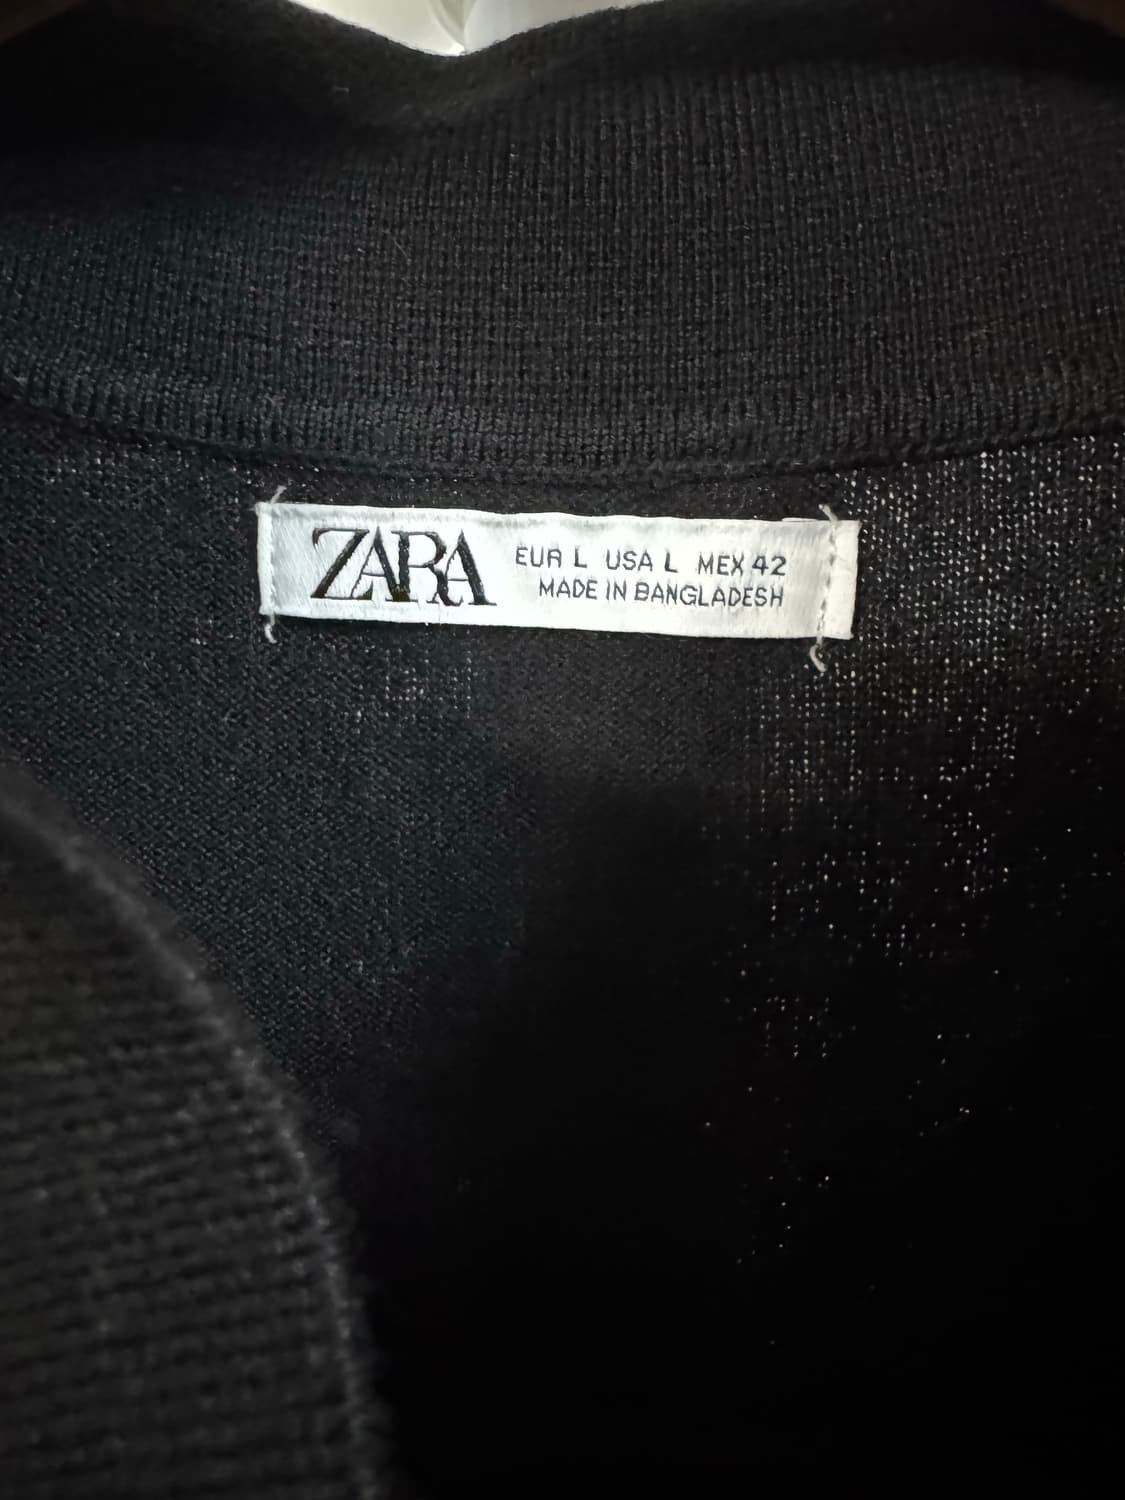 ZARA
EUR L USA L MEX 42
MADE IN BANGLADESH